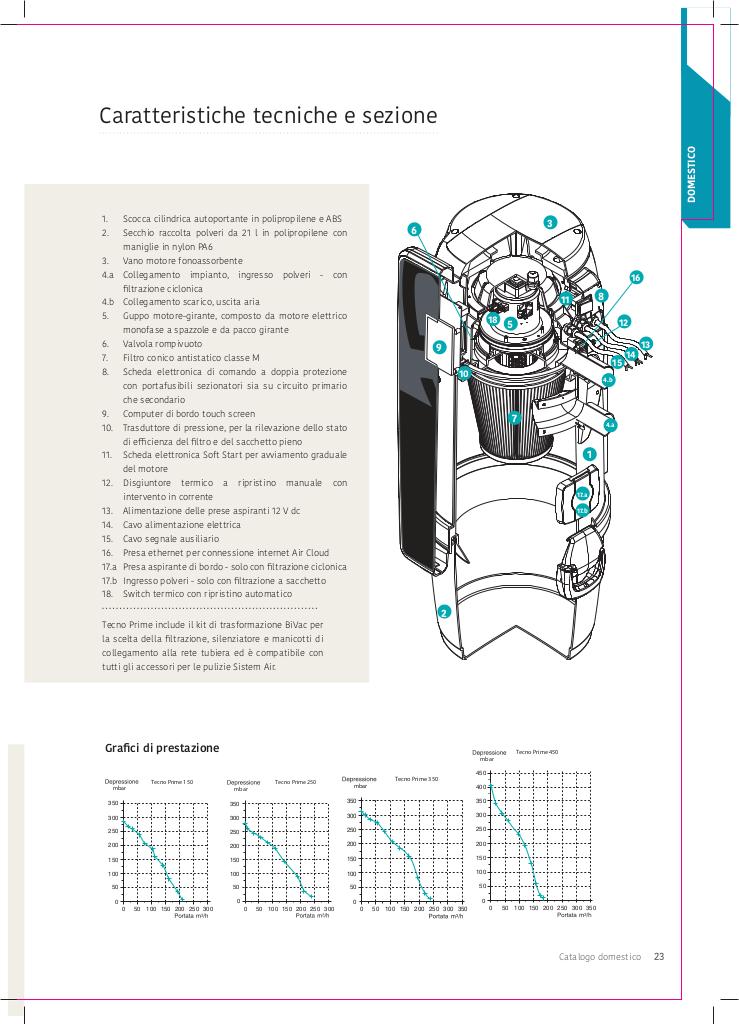 DOMESTICO
Caratteristiche tecniche e sezione
1. Scocca cilindrica autoportante in polipropilene e ABS
2. Secchio raccolta polveri da 21 l in polipropilene con
maniglie in nylon PA6
3. Vano motore fonoassorbente
4.a Collegamento impianto, ingresso polveri - con
filtrazione ciclonica
4.b Collegamento scarico, uscita aria
5. Guppo motore-girante, composto da motore elettrico
monofase a spazzole e da pacco girante
6. Valvola rompivuoto
7. Filtro conico antistatico classe M
8. Scheda elettronica di comando a doppia protezione
con portafusibili sezionatori sia su circuito primario
che secondario
9. Computer di bordo touch screen
10. Trasduttore di pressione, per la rilevazione dello stato
di efficienza del filtro e del sacchetto pieno
11. Scheda elettronica Soft Start per avviamento graduale
del motore
12. Disgiuntore termico a ripristino manuale con
intervento in corrente
13. Alimentazione delle prese aspiranti 12 V dc
14. Cavo alimentazione elettrica
15. Cavo segnale ausiliario
16. Presa ethernet per connessione internet Air Cloud
17.a Presa aspirante di bordo - solo con filtrazione ciclonica
17.b Ingresso polveri - solo con filtrazione a sacchetto
18. Switch termico con ripristino automatico
Tecno Prime include il kit di trasformazione BiVac per
la scelta della filtrazione, silenziatore e manicotti di
collegamento alla rete tubiera ed è compatibile con
tutti gli accessori per le pulizie Sistem Air.
6
3
16
11
8
18
5
12
9
13
14
15
10
4.b
7
4.a
1
17.a
17.b
2
Grafici di prestazione
Depressione
mbar
Tecno Prime 150
350
300
250
200
150
100
50
0
0 50 100 150 200 250 300
Portata m³/h
Depressione
mbar
Tecno Prime 250
350
300
250
200
150
100
50
0
0 50 100 150 200 250 300
Portata m³/h
Depressione
mbar
Tecno Prime 350
350
300
250
200
150
100
50
0
0 50 100 150 200 250 300 350
Portata m³/h
Depressione
mbar
Tecno Prime 450
450
400
350
300
250
200
150
100
50
0
0 50 100 150 200 250 300 350
Portata m³/h
Catalogo domestico 23